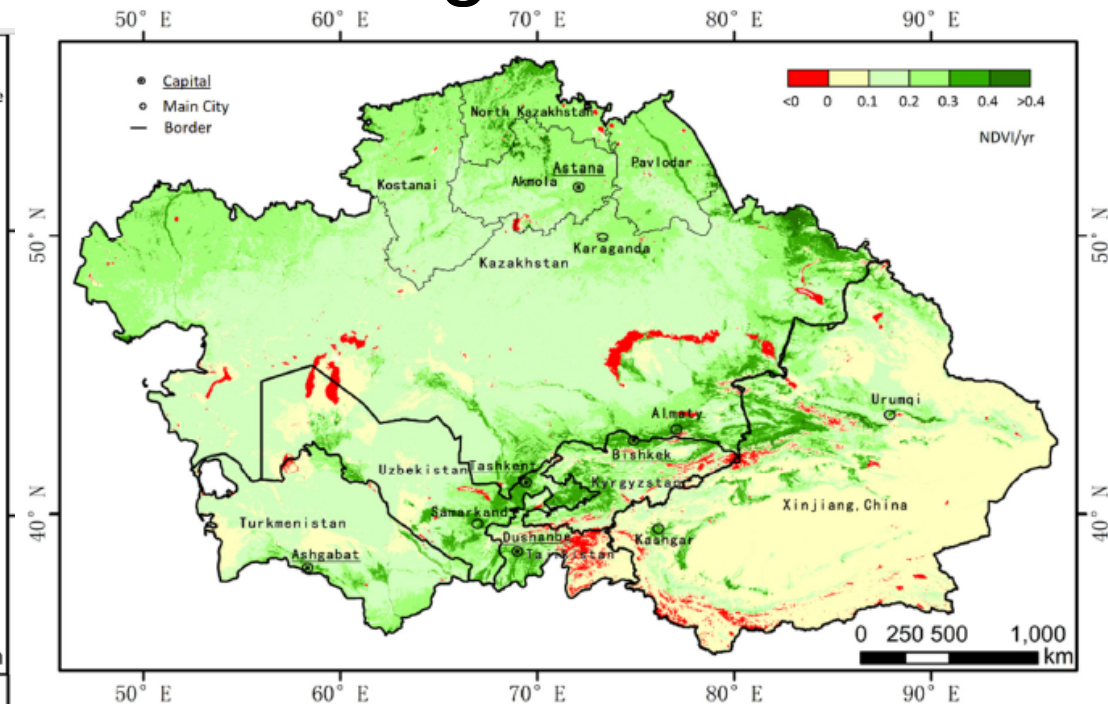 50° E 60° E 70° E 80° E 90° E
Capital
Main City
Border
<0 0 0.1 0.2 0.3 0.4 >0.4
NDVI/yr
North Kazakhstan
Pavlodar
Astana
Kostanai
Akmola
50° N
50° N
Karaganda
Kazakhstan
Urumqi
Almaty
Bishkek
Uzbekistan
Tashkent
Kyrgyzstan
Xinjiang,China
40° N
40° N
Samarkand
Turkmenistan
Dushanbe
Kashgar
Tajikistan
Ashgabat
0 250 500 1,000
km
50° E 60° E 70° E 80° E 90° E